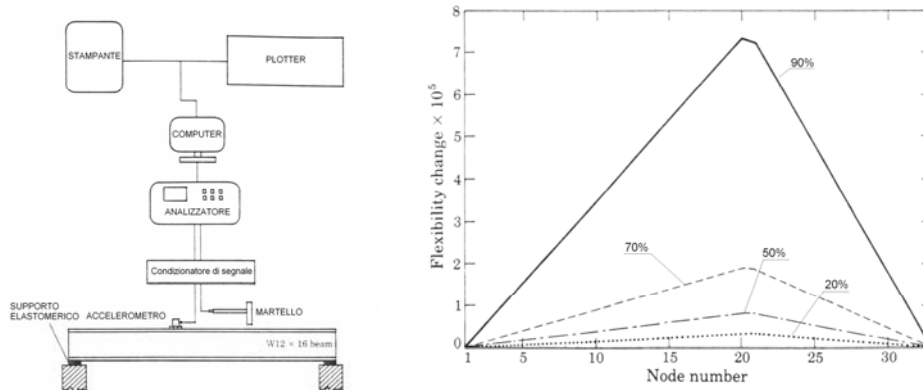 STAMPANTE
PLOTTER
COMPUTER
ANALIZZATORE
Condizionatore di segnale
MARTELLO
SUPPORTO
ELASTOMERICO
ACCELEROMETRO
W12 × 16 beam
Flexibility change × 10⁵
8
7
6
5
4
3
2
1
0
90%
70%
50%
20%
1 5 10 15 20 25 30
Node number